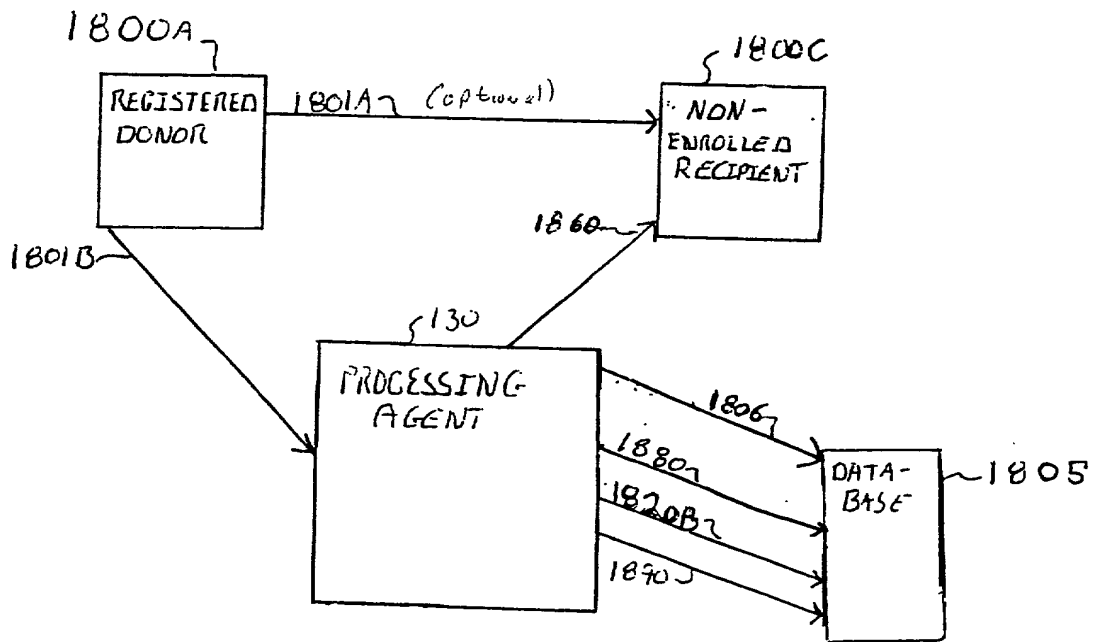 1800A
1800C
REGISTERED
DONOR
1801A
(optional)
NON-
ENROLLED
RECIPIENT
1801B
1860
130
PROCESSING
AGENT
1806
1880
1820B
1890
DATA-
BASE
1805